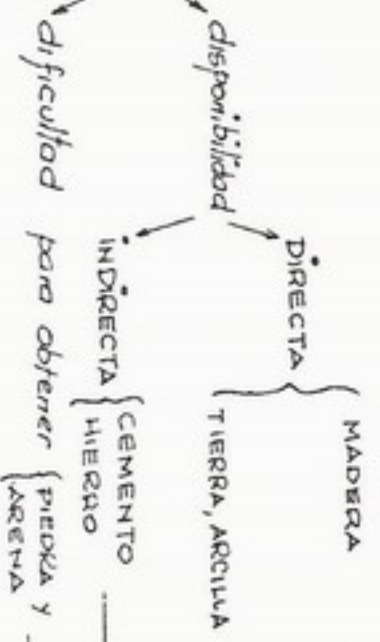 MADERA
DIRECTA
TIERRA, ARCILLA
disponibilidad
CEMENTO
INDIRECTA
HIERRO
dificultad para obtener
PIEDRA Y
ARENA